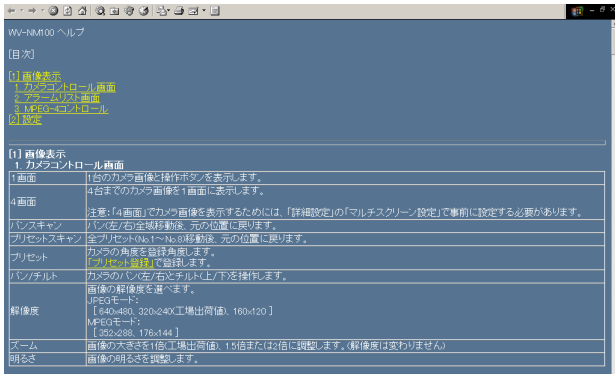 WV-NM100 ヘルプ
[目次]
[1] 画像表示
1. カメラコントロール画面
2. アラームリスト画面
3. MPEG-4コントロール
[2] 設定
[1] 画像表示
1. カメラコントロール画面
1画面 1台のカメラ画像と操作ボタンを表示します。
4画面 4台までのカメラ画像を1画面に表示します。
注意:「4画面」でカメラ画像を表示するためには、「詳細設定」の「マルチスクリーン設定」で事前に設定する必要があります。
パンスキャン パン(左/右)全域移動後、元の位置に戻ります。
プリセットスキャン 全プリセット(No.1～No.8)移動後、元の位置に戻ります。
プリセット カメラの角度を登録角度します。
「プリセット登録」で登録します。
パン/チルト カメラのパン(左/右)とチルト(上/下)を操作します。
解像度 画像の解像度を選べます。
JPEGモード:
[ 640×480、320×240(工場出荷値)、160×120 ]
MPEGモード:
[ 352×288、176×144 ]
ズーム 画像の大きさを1倍(工場出荷値)、1.5倍または2倍に調整します。(解像度は変わりません)
明るさ 画像の明るさを調整します。